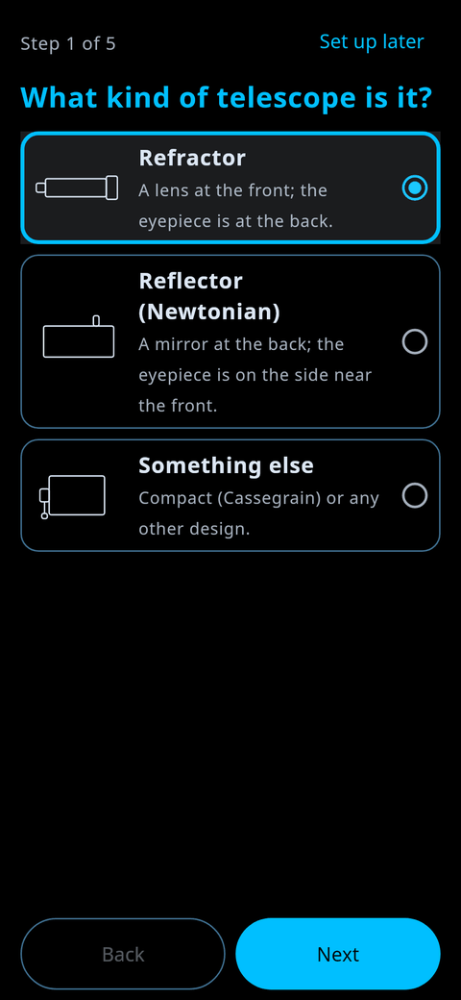 Step 1 of 5
Set up later
What kind of telescope is it?
Refractor
A lens at the front; the
eyepiece is at the back.
Reflector
(Newtonian)
A mirror at the back; the
eyepiece is on the side near
the front.
Something else
Compact (Cassegrain) or any
other design.
Back
Next